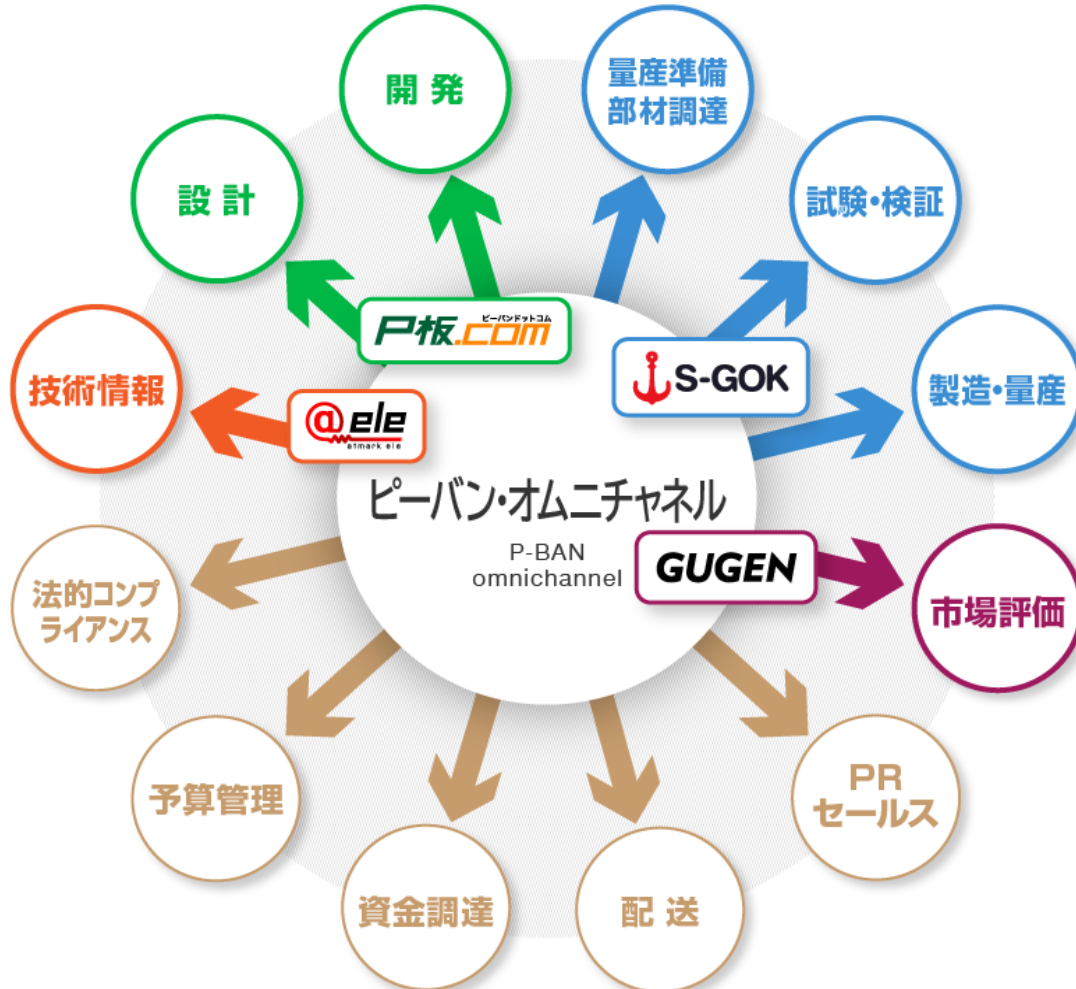 開発
量産準備
部材調達
設計
試験・検証
ピーバンドットコム
P板.com
技術情報
@ele
atmark ele
S-GOK
製造・量産
ピーバン・オムニチャネル
P-BAN
omnichannel
GUGEN
法的コンプ
ライアンス
市場評価
予算管理
PR
セールス
資金調達
配送